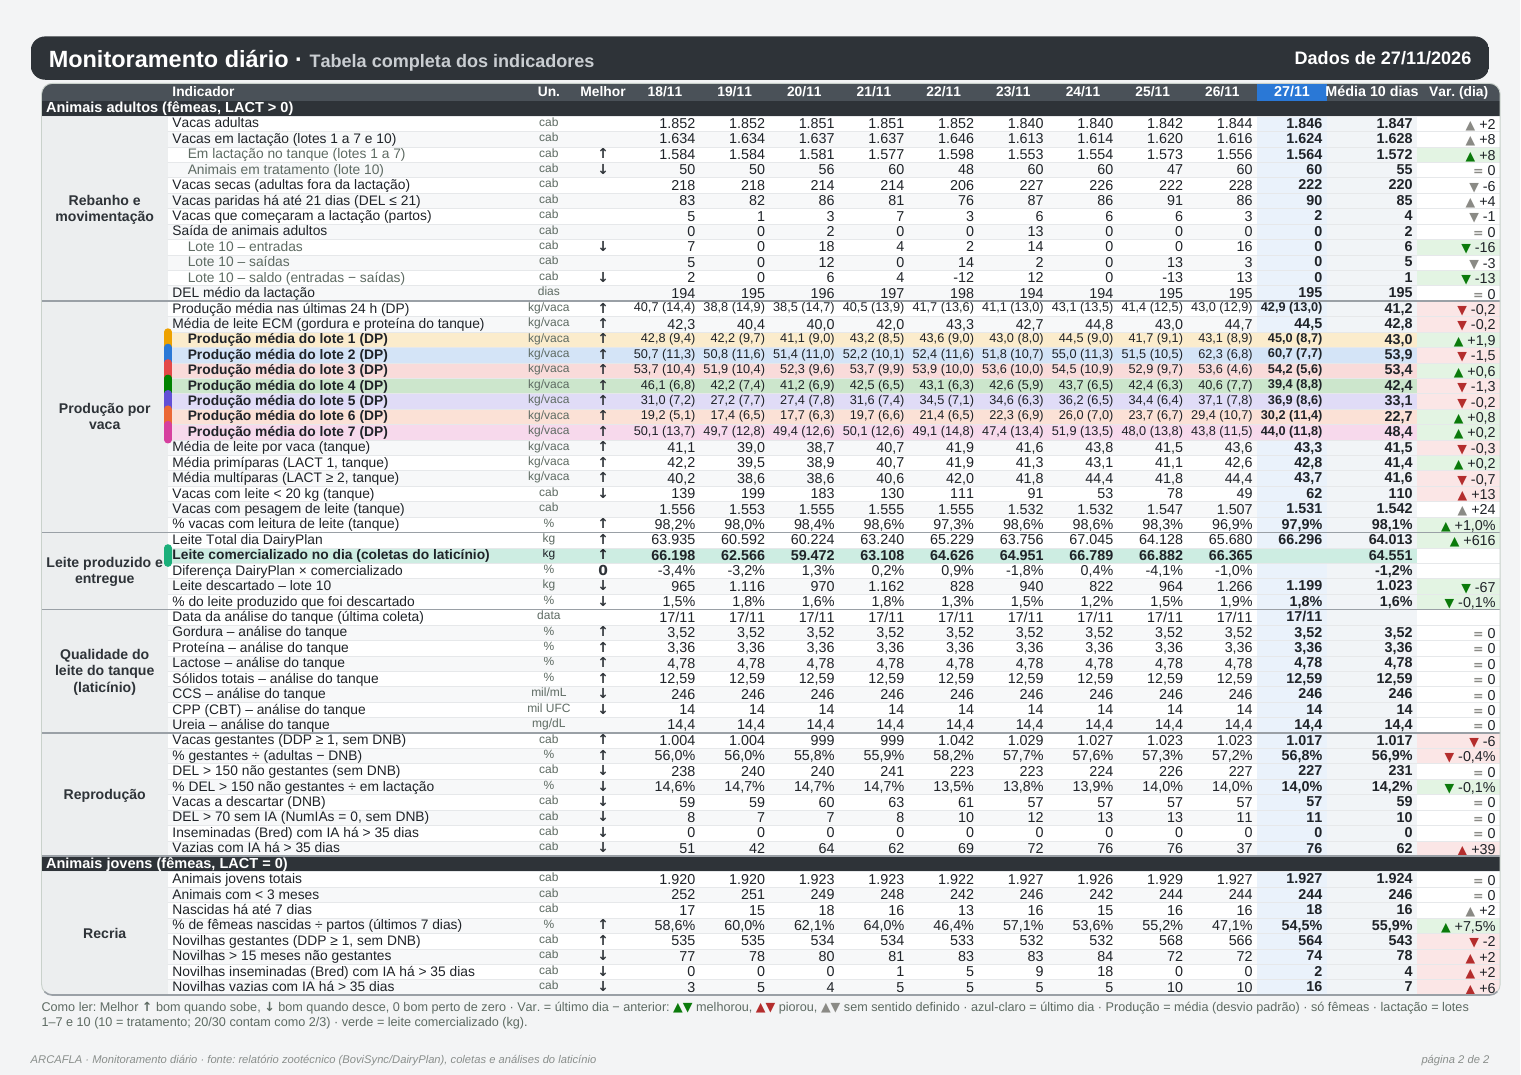 Monitoramento diário · Tabela completa dos indicadores Dados de 27/11/2026
Indicador Un. Melhor 18/11 19/11 20/11 21/11 22/11 23/11 24/11 25/11 26/11 27/11 Média 10 dias Var. (dia)
Animais adultos (fêmeas, LACT > 0)
Rebanho e movimentação
Vacas adultas cab 1.852 1.852 1.851 1.851 1.852 1.840 1.840 1.842 1.844 1.846 1.847 ▲ +2
Vacas em lactação (lotes 1 a 7 e 10) cab 1.634 1.634 1.637 1.637 1.646 1.613 1.614 1.620 1.616 1.624 1.628 ▲ +8
Em lactação no tanque (lotes 1 a 7) cab ↑ 1.584 1.584 1.581 1.577 1.598 1.553 1.554 1.573 1.556 1.564 1.572 ▲ +8
Animais em tratamento (lote 10) cab ↓ 50 50 56 60 48 60 60 47 60 60 55 = 0
Vacas secas (adultas fora da lactação) cab 218 218 214 214 206 227 226 222 228 222 220 ▼ -6
Vacas paridas há até 21 dias (DEL ≤ 21) cab 83 82 86 81 76 87 86 91 86 90 85 ▲ +4
Vacas que começaram a lactação (partos) cab 5 1 3 7 3 6 6 6 3 2 4 ▼ -1
Saída de animais adultos cab 0 0 2 0 0 13 0 0 0 0 2 = 0
Lote 10 – entradas cab ↓ 7 0 18 4 2 14 0 0 16 0 6 ▼ -16
Lote 10 – saídas cab 5 0 12 0 14 2 0 13 3 0 5 ▼ -3
Lote 10 – saldo (entradas − saídas) cab ↓ 2 0 6 4 -12 12 0 -13 13 0 1 ▼ -13
DEL médio da lactação dias 194 195 196 197 198 194 194 195 195 195 195 = 0
Produção por vaca
Produção média nas últimas 24 h (DP) kg/vaca ↑ 40,7 (14,4) 38,8 (14,9) 38,5 (14,7) 40,5 (13,9) 41,7 (13,6) 41,1 (13,0) 43,1 (13,5) 41,4 (12,5) 43,0 (12,9) 42,9 (13,0) 41,2 ▼ -0,2
Média de leite ECM (gordura e proteína do tanque) kg/vaca ↑ 42,3 40,4 40,0 42,0 43,3 42,7 44,8 43,0 44,7 44,5 42,8 ▼ -0,2
Produção média do lote 1 (DP) kg/vaca ↑ 42,8 (9,4) 42,2 (9,7) 41,1 (9,0) 43,2 (8,5) 43,6 (9,0) 43,0 (8,0) 44,5 (9,0) 41,7 (9,1) 43,1 (8,9) 45,0 (8,7) 43,0 ▲ +1,9
Produção média do lote 2 (DP) kg/vaca ↑ 50,7 (11,3) 50,8 (11,6) 51,4 (11,0) 52,2 (10,1) 52,4 (11,6) 51,8 (10,7) 55,0 (11,3) 51,5 (10,5) 62,3 (6,8) 60,7 (7,7) 53,9 ▼ -1,5
Produção média do lote 3 (DP) kg/vaca ↑ 53,7 (10,4) 51,9 (10,4) 52,3 (9,6) 53,7 (9,9) 53,9 (10,0) 53,6 (10,0) 54,5 (10,9) 52,9 (9,7) 53,6 (4,6) 54,2 (5,6) 53,4 ▲ +0,6
Produção média do lote 4 (DP) kg/vaca ↑ 46,1 (6,8) 42,2 (7,4) 41,2 (6,9) 42,5 (6,5) 43,1 (6,3) 42,6 (5,9) 43,7 (6,5) 42,4 (6,3) 40,6 (7,7) 39,4 (8,8) 42,4 ▼ -1,3
Produção média do lote 5 (DP) kg/vaca ↑ 31,0 (7,2) 27,2 (7,7) 27,4 (7,8) 31,6 (7,4) 34,5 (7,1) 34,6 (6,3) 36,2 (6,5) 34,4 (6,4) 37,1 (7,8) 36,9 (8,6) 33,1 ▼ -0,2
Produção média do lote 6 (DP) kg/vaca ↑ 19,2 (5,1) 17,4 (6,5) 17,7 (6,3) 19,7 (6,6) 21,4 (6,5) 22,3 (6,9) 26,0 (7,0) 23,7 (6,7) 29,4 (10,7) 30,2 (11,4) 22,7 ▲ +0,8
Produção média do lote 7 (DP) kg/vaca ↑ 50,1 (13,7) 49,7 (12,8) 49,4 (12,6) 50,1 (12,6) 49,1 (14,8) 47,4 (13,4) 51,9 (13,5) 48,0 (13,8) 43,8 (11,5) 44,0 (11,8) 48,4 ▲ +0,2
Média de leite por vaca (tanque) kg/vaca ↑ 41,1 39,0 38,7 40,7 41,9 41,6 43,8 41,5 43,6 43,3 41,5 ▼ -0,3
Média primíparas (LACT 1, tanque) kg/vaca ↑ 42,2 39,5 38,9 40,7 41,9 41,3 43,1 41,1 42,6 42,8 41,4 ▲ +0,2
Média multíparas (LACT ≥ 2, tanque) kg/vaca ↑ 40,2 38,6 38,6 40,6 42,0 41,8 44,4 41,8 44,4 43,7 41,6 ▼ -0,7
Vacas com leite < 20 kg (tanque) cab ↓ 139 199 183 130 111 91 53 78 49 62 110 ▲ +13
Vacas com pesagem de leite (tanque) cab 1.556 1.553 1.555 1.555 1.555 1.532 1.532 1.547 1.507 1.531 1.542 ▲ +24
% vacas com leitura de leite (tanque) % ↑ 98,2% 98,0% 98,4% 98,6% 97,3% 98,6% 98,6% 98,3% 96,9% 97,9% 98,1% ▲ +1,0%
Leite produzido e entregue
Leite Total dia DairyPlan kg ↑ 63.935 60.592 60.224 63.240 65.229 63.756 67.045 64.128 65.680 66.296 64.013 ▲ +616
Leite comercializado no dia (coletas do laticínio) kg ↑ 66.198 62.566 59.472 63.108 64.626 64.951 66.789 66.882 66.365 64.551
Diferença DairyPlan × comercializado % 0 -3,4% -3,2% 1,3% 0,2% 0,9% -1,8% 0,4% -4,1% -1,0% -1,2%
Leite descartado – lote 10 kg ↓ 965 1.116 970 1.162 828 940 822 964 1.266 1.199 1.023 ▼ -67
% do leite produzido que foi descartado % ↓ 1,5% 1,8% 1,6% 1,8% 1,3% 1,5% 1,2% 1,5% 1,9% 1,8% 1,6% ▼ -0,1%
Qualidade do leite do tanque (laticínio)
Data da análise do tanque (última coleta) data 17/11 17/11 17/11 17/11 17/11 17/11 17/11 17/11 17/11 17/11
Gordura – análise do tanque % ↑ 3,52 3,52 3,52 3,52 3,52 3,52 3,52 3,52 3,52 3,52 3,52 = 0
Proteína – análise do tanque % ↑ 3,36 3,36 3,36 3,36 3,36 3,36 3,36 3,36 3,36 3,36 3,36 = 0
Lactose – análise do tanque % ↑ 4,78 4,78 4,78 4,78 4,78 4,78 4,78 4,78 4,78 4,78 4,78 = 0
Sólidos totais – análise do tanque % ↑ 12,59 12,59 12,59 12,59 12,59 12,59 12,59 12,59 12,59 12,59 12,59 = 0
CCS – análise do tanque mil/mL ↓ 246 246 246 246 246 246 246 246 246 246 246 = 0
CPP (CBT) – análise do tanque mil UFC ↓ 14 14 14 14 14 14 14 14 14 14 14 = 0
Ureia – análise do tanque mg/dL 14,4 14,4 14,4 14,4 14,4 14,4 14,4 14,4 14,4 14,4 14,4 = 0
Reprodução
Vacas gestantes (DDP ≥ 1, sem DNB) cab ↑ 1.004 1.004 999 999 1.042 1.029 1.027 1.023 1.023 1.017 1.017 ▼ -6
% gestantes ÷ (adultas − DNB) % ↑ 56,0% 56,0% 55,8% 55,9% 58,2% 57,7% 57,6% 57,3% 57,2% 56,8% 56,9% ▼ -0,4%
DEL > 150 não gestantes (sem DNB) cab ↓ 238 240 240 241 223 223 224 226 227 227 231 = 0
% DEL > 150 não gestantes ÷ em lactação % ↓ 14,6% 14,7% 14,7% 14,7% 13,5% 13,8% 13,9% 14,0% 14,0% 14,0% 14,2% ▼ -0,1%
Vacas a descartar (DNB) cab ↓ 59 59 60 63 61 57 57 57 57 57 59 = 0
DEL > 70 sem IA (NumIAs = 0, sem DNB) cab ↓ 8 7 7 8 10 12 13 13 11 11 10 = 0
Inseminadas (Bred) com IA há > 35 dias cab ↓ 0 0 0 0 0 0 0 0 0 0 0 = 0
Vazias com IA há > 35 dias cab ↓ 51 42 64 62 69 72 76 76 37 76 62 ▲ +39
Animais jovens (fêmeas, LACT = 0)
Recria
Animais jovens totais cab 1.920 1.920 1.923 1.923 1.922 1.927 1.926 1.929 1.927 1.927 1.924 = 0
Animais com < 3 meses cab 252 251 249 248 242 246 242 244 244 244 246 = 0
Nascidas há até 7 dias cab 17 15 18 16 13 16 15 16 16 18 16 ▲ +2
% de fêmeas nascidas ÷ partos (últimos 7 dias) % ↑ 58,6% 60,0% 62,1% 64,0% 46,4% 57,1% 53,6% 55,2% 47,1% 54,5% 55,9% ▲ +7,5%
Novilhas gestantes (DDP ≥ 1, sem DNB) cab ↑ 535 535 534 534 533 532 532 568 566 564 543 ▼ -2
Novilhas > 15 meses não gestantes cab ↓ 77 78 80 81 83 83 84 72 72 74 78 ▲ +2
Novilhas inseminadas (Bred) com IA há > 35 dias cab ↓ 0 0 0 1 5 9 18 0 0 2 4 ▲ +2
Novilhas vazias com IA há > 35 dias cab ↓ 3 5 4 5 5 5 5 10 10 16 7 ▲ +6
Como ler: Melhor ↑ bom quando sobe, ↓ bom quando desce, 0 bom perto de zero · Var. = último dia − anterior: ▲▼ melhorou, ▲▼ piorou, ▲▼ sem sentido definido · azul-claro = último dia · Produção = média (desvio padrão) · só fêmeas · lactação = lotes
1–7 e 10 (10 = tratamento; 20/30 contam como 2/3) · verde = leite comercializado (kg).
ARCAFLA · Monitoramento diário · fonte: relatório zootécnico (BoviSync/DairyPlan), coletas e análises do laticínio página 2 de 2